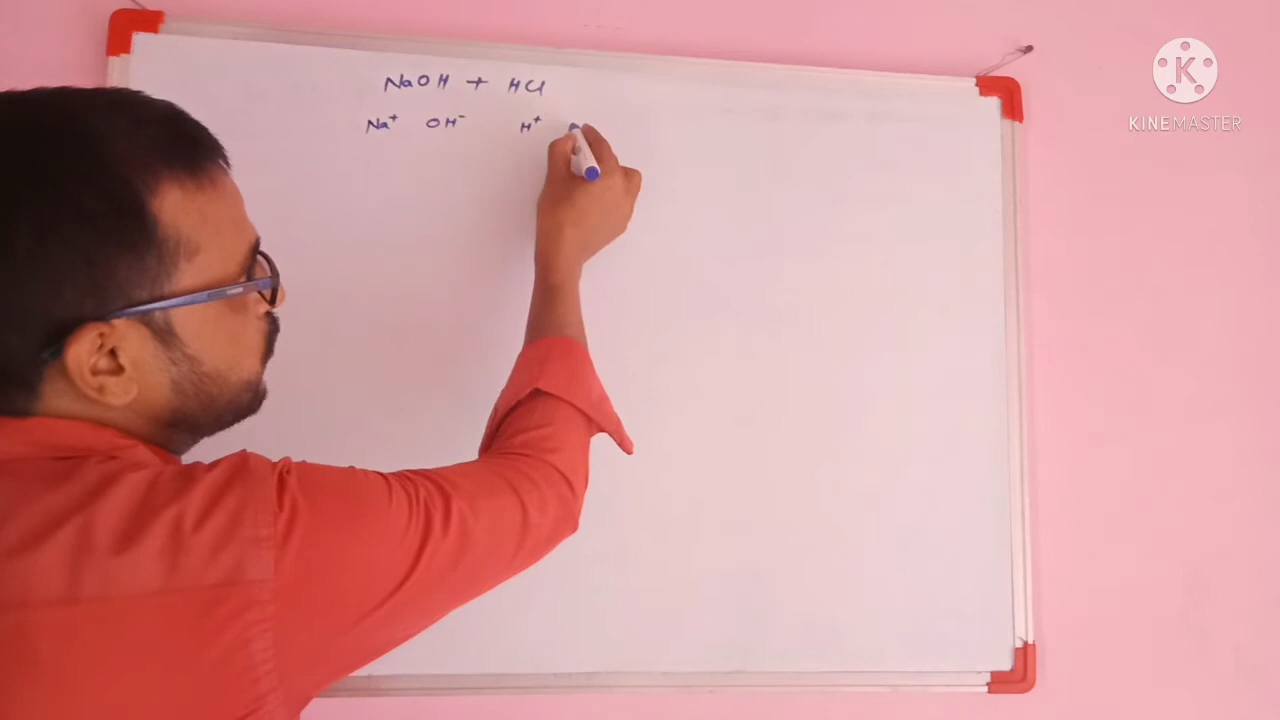 NaOH + HCl
Na⁺ OH⁻ H⁺
KINEMASTER